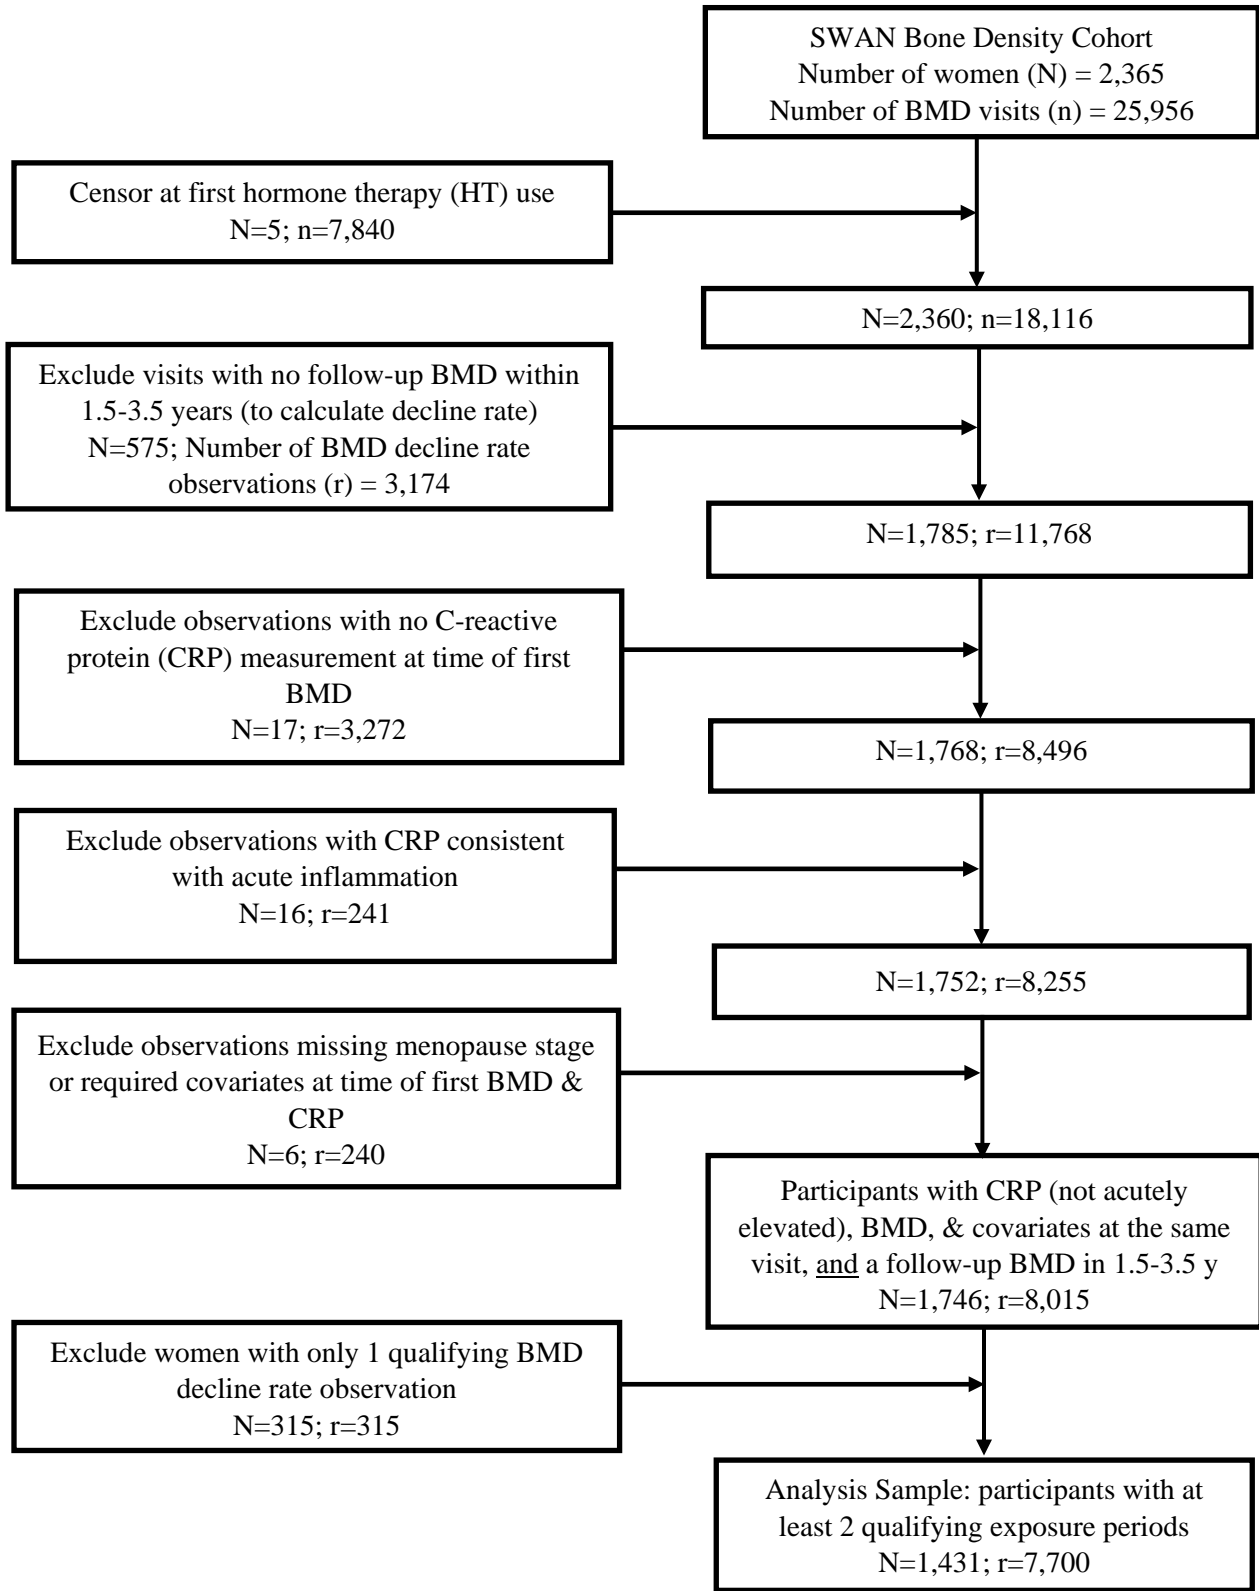 SWAN Bone Density Cohort
Number of women (N) = 2,365
Number of BMD visits (n) = 25,956
Censor at first hormone therapy (HT) use
N=5; n=7,840
N=2,360; n=18,116
Exclude visits with no follow-up BMD within
1.5-3.5 years (to calculate decline rate)
N=575; Number of BMD decline rate
observations (r) = 3,174
N=1,785; r=11,768
Exclude observations with no C-reactive
protein (CRP) measurement at time of first
BMD
N=17; r=3,272
N=1,768; r=8,496
Exclude observations with CRP consistent
with acute inflammation
N=16; r=241
N=1,752; r=8,255
Exclude observations missing menopause stage
or required covariates at time of first BMD &
CRP
N=6; r=240
Participants with CRP (not acutely
elevated), BMD, & covariates at the same
visit, and a follow-up BMD in 1.5-3.5 y
N=1,746; r=8,015
Exclude women with only 1 qualifying BMD
decline rate observation
N=315; r=315
Analysis Sample: participants with at
least 2 qualifying exposure periods
N=1,431; r=7,700